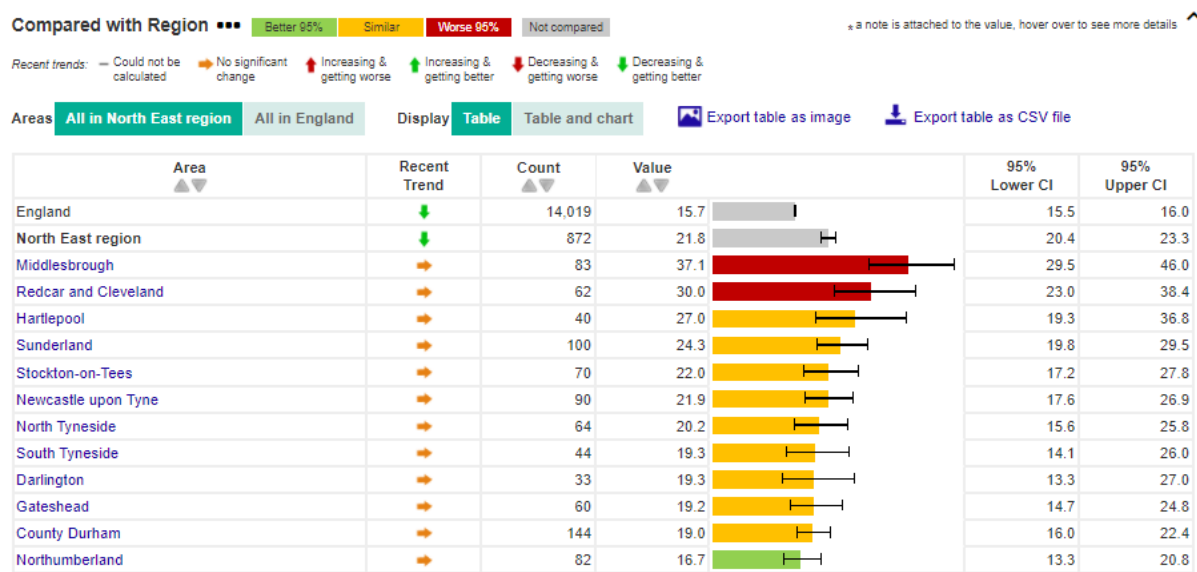 Compared with Region ••• Better 95% Similar Worse 95% Not compared * a note is attached to the value, hover over to see more details
Recent trends: – Could not be calculated No significant change Increasing & getting worse Increasing & getting better Decreasing & getting worse Decreasing & getting better
Areas All in North East region All in England Display Table Table and chart Export table as image Export table as CSV file
Area Recent Trend Count Value 95% Lower CI 95% Upper CI
England 14,019 15.7 15.5 16.0
North East region 872 21.8 20.4 23.3
Middlesbrough 83 37.1 29.5 46.0
Redcar and Cleveland 62 30.0 23.0 38.4
Hartlepool 40 27.0 19.3 36.8
Sunderland 100 24.3 19.8 29.5
Stockton-on-Tees 70 22.0 17.2 27.8
Newcastle upon Tyne 90 21.9 17.6 26.9
North Tyneside 64 20.2 15.6 25.8
South Tyneside 44 19.3 14.1 26.0
Darlington 33 19.3 13.3 27.0
Gateshead 60 19.2 14.7 24.8
County Durham 144 19.0 16.0 22.4
Northumberland 82 16.7 13.3 20.8